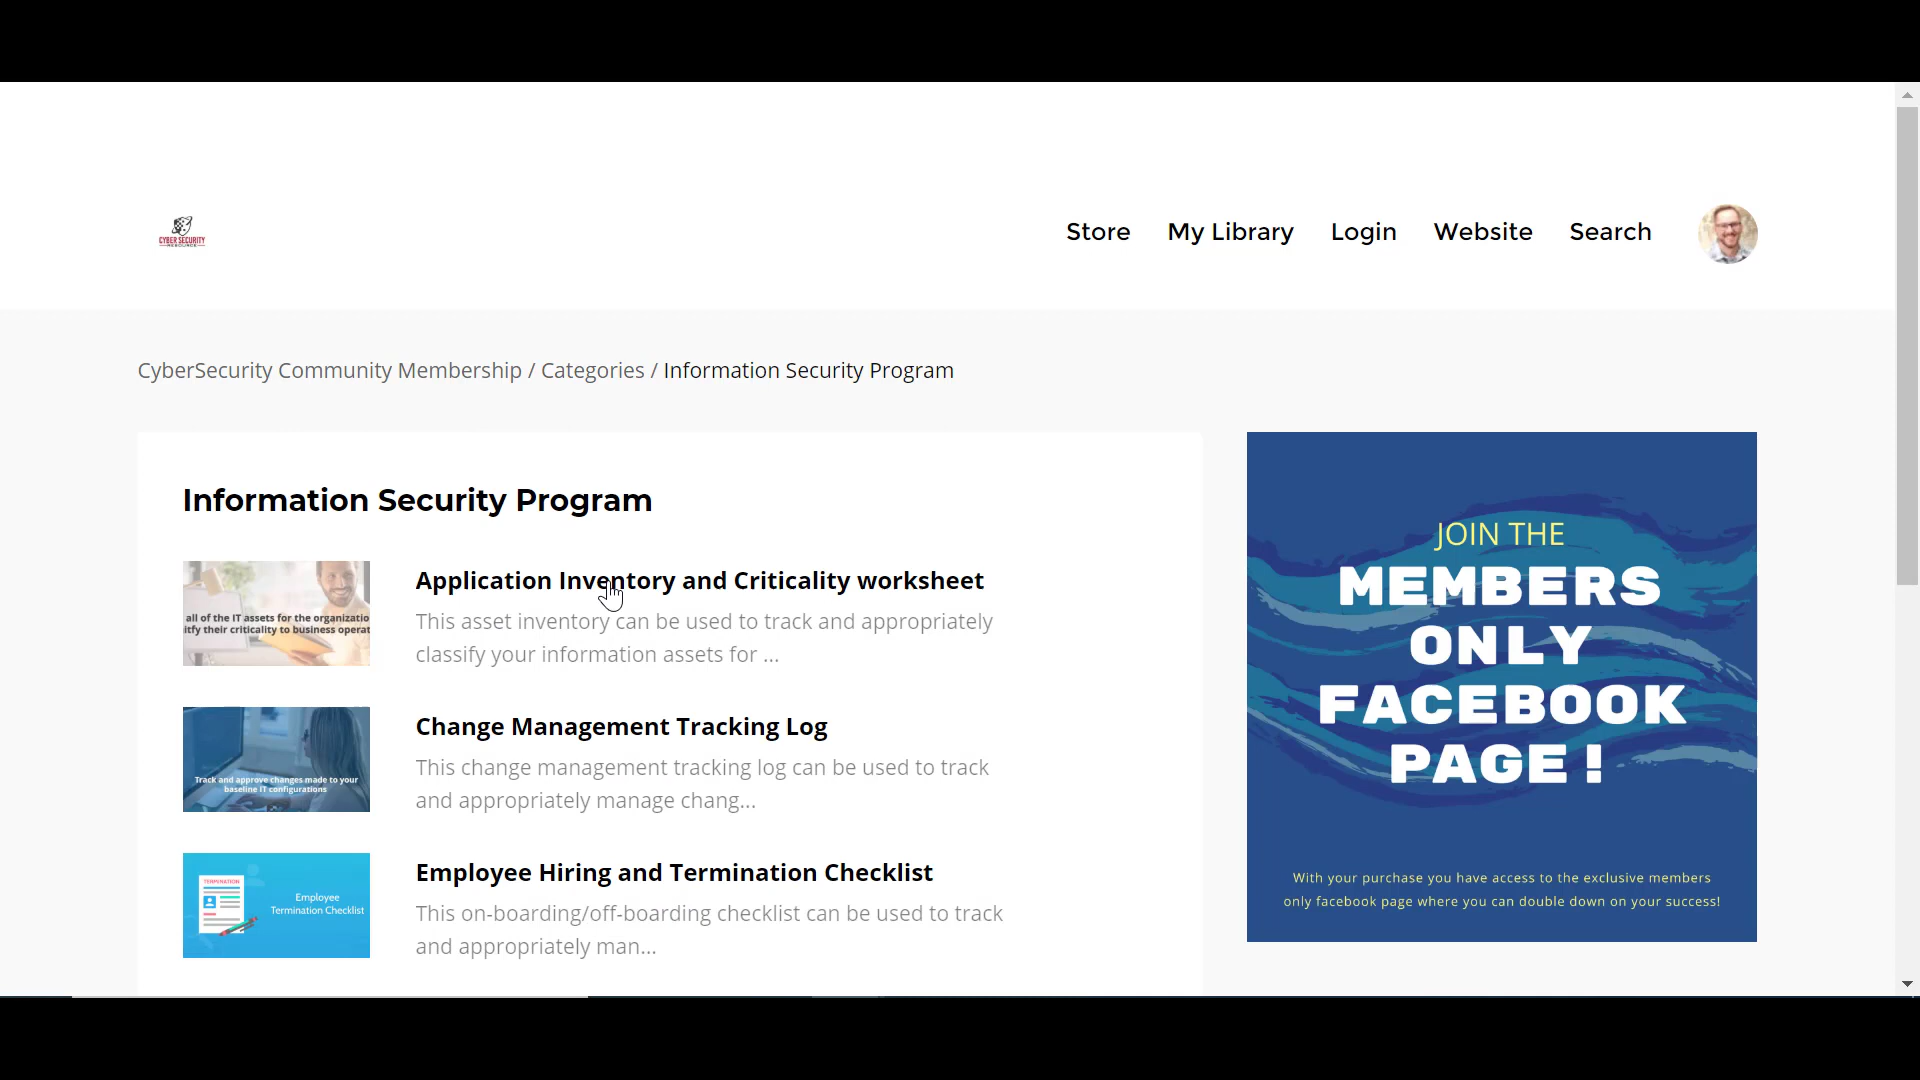 CYBER SECURITY
RESOURCE
Store
My Library
Login
Website
Search
CyberSecurity Community Membership / Categories / Information Security Program
Information Security Program
all of the IT assets for the organizatio
itfy their criticality to business operat
Application Inventory and Criticality worksheet
This asset inventory can be used to track and appropriately
classify your information assets for ...
Track and approve changes made to your
baseline IT configurations
Change Management Tracking Log
This change management tracking log can be used to track
and appropriately manage chang...
TERMINATION
Employee
Termination Checklist
Employee Hiring and Termination Checklist
This on-boarding/off-boarding checklist can be used to track
and appropriately man...
JOIN THE
MEMBERS
ONLY
FACEBOOK
PAGE!
With your purchase you have access to the exclusive members
only facebook page where you can double down on your success!